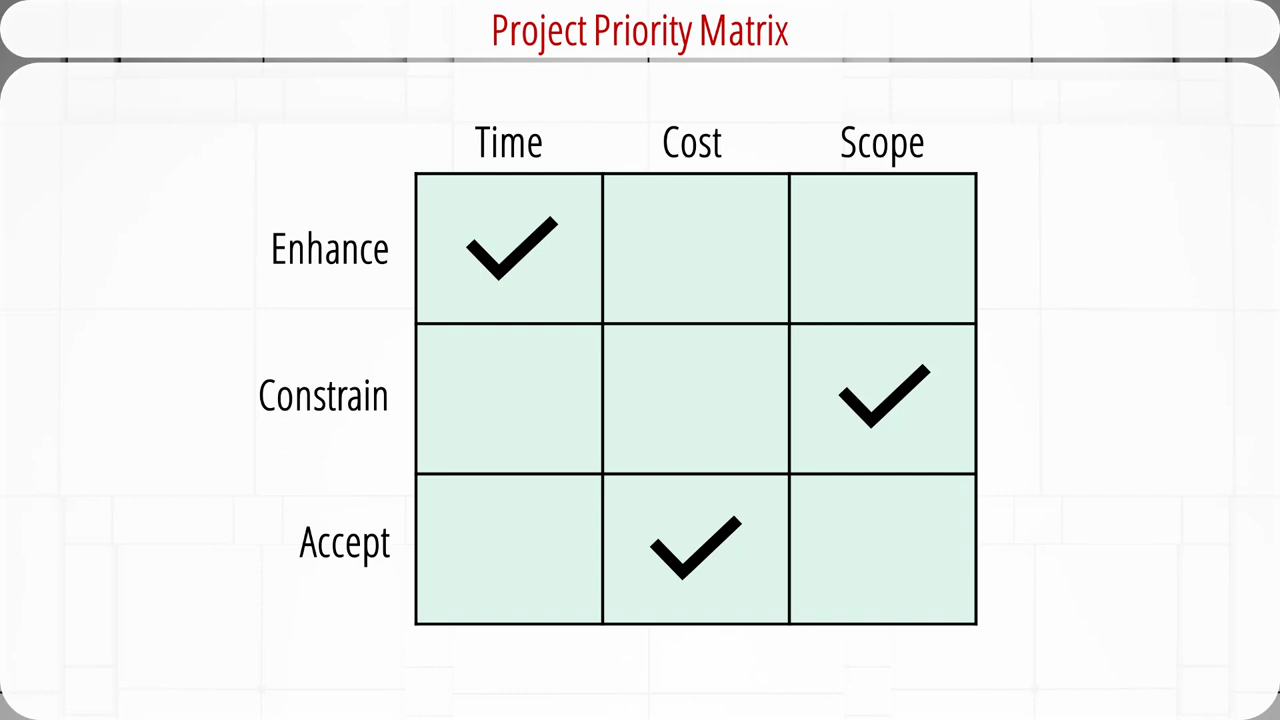 Project Priority Matrix
Time Cost Scope
Enhance
Constrain
Accept